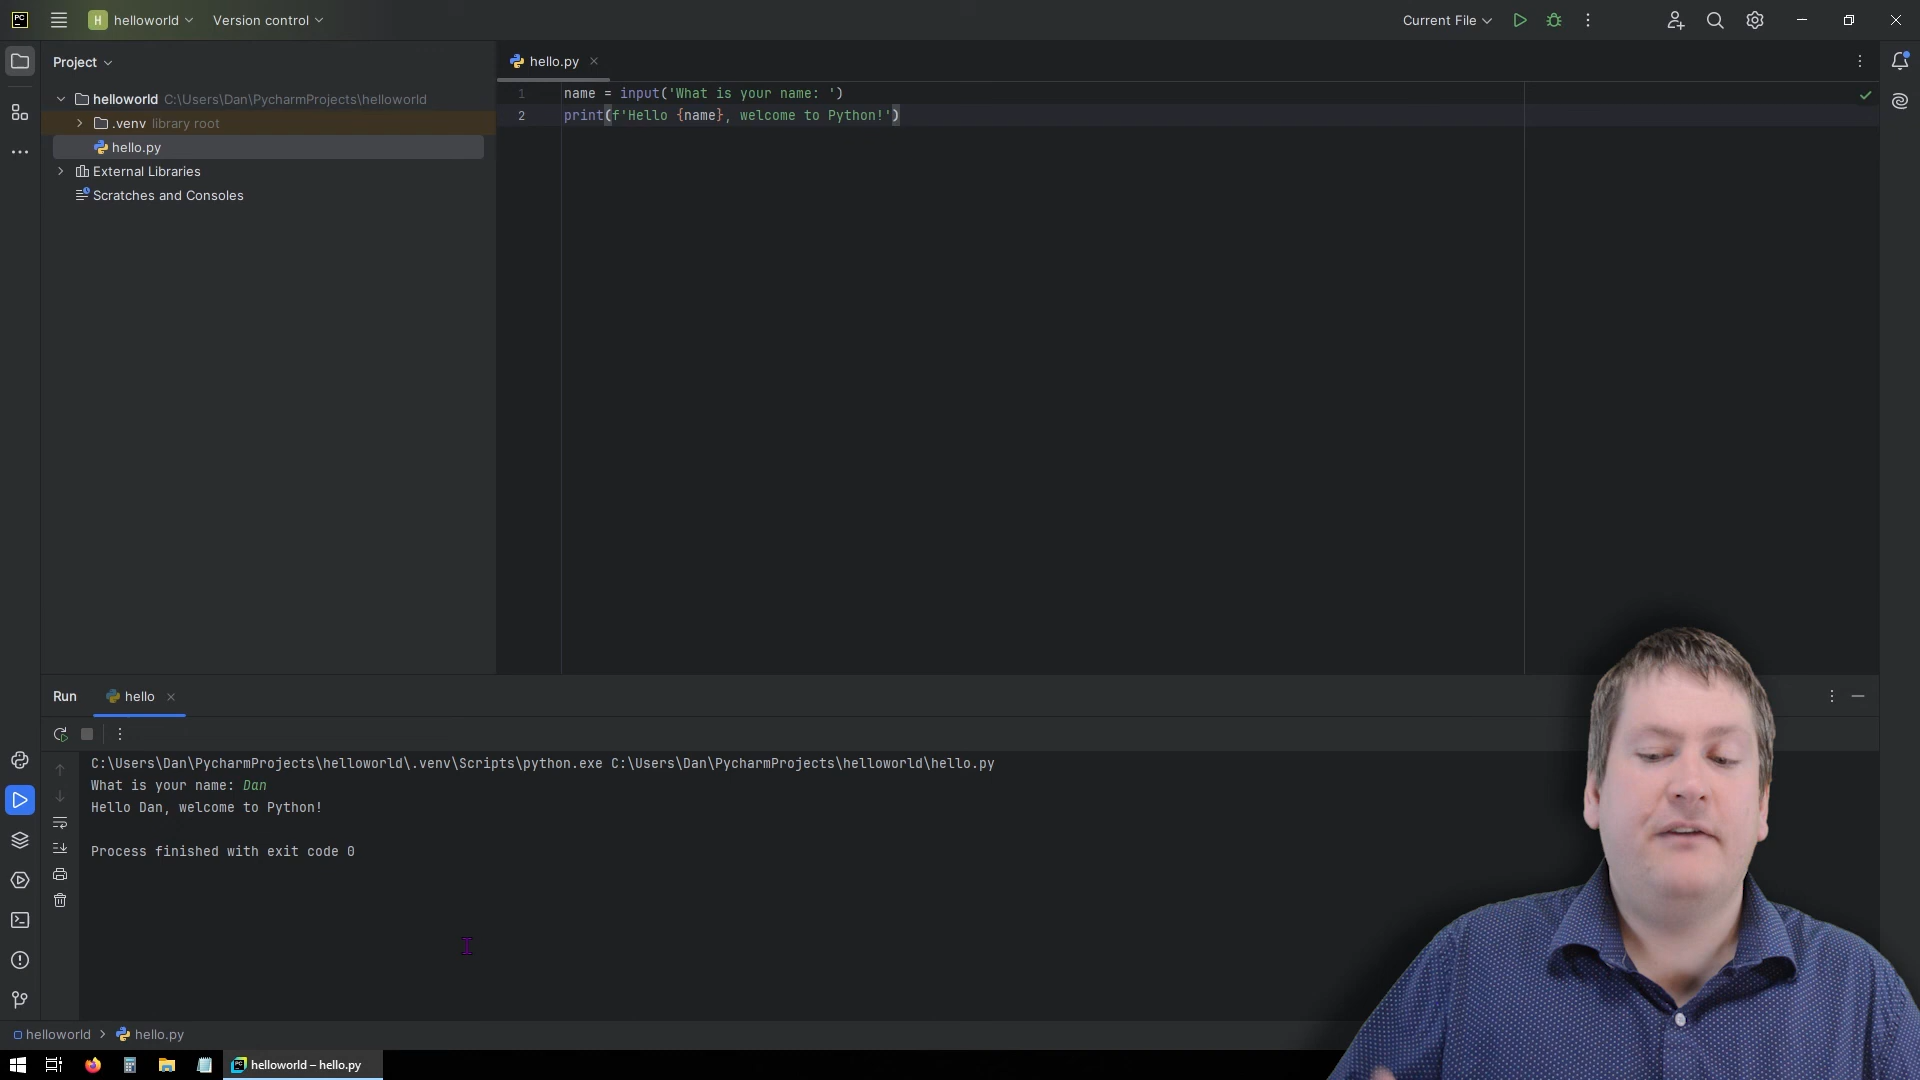 PC
H helloworld
Version control
Current File
Project
hello.py
helloworld C:\Users\Dan\PycharmProjects\helloworld
.venv library root
hello.py
External Libraries
Scratches and Consoles
1 name = input('What is your name: ')
2 print(f'Hello {name}, welcome to Python!')
Run hello
C:\Users\Dan\PycharmProjects\helloworld\.venv\Scripts\python.exe C:\Users\Dan\PycharmProjects\helloworld\hello.py
What is your name: Dan
Hello Dan, welcome to Python!
Process finished with exit code 0
helloworld > hello.py
PC helloworld – hello.py